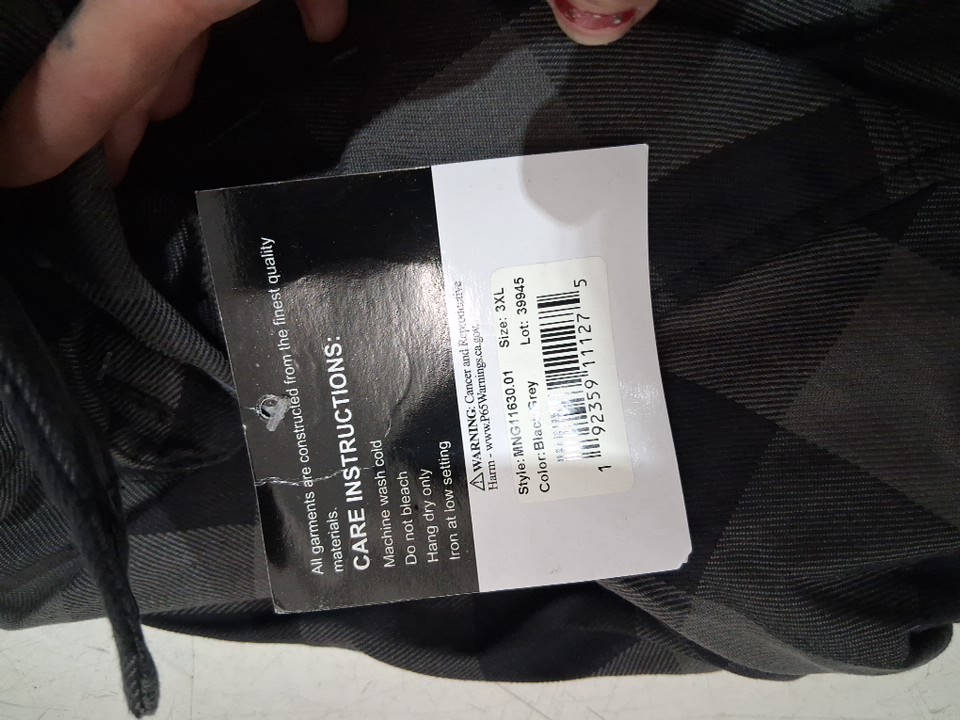 All garments are constructed from the finest quality
materials.
CARE INSTRUCTIONS:
Machine wash cold
Do not bleach
Hang dry only
Iron at low setting
⚠WARNING: Cancer and Reproductive
Harm - www.P65Warnings.ca.gov.
Style: MNG11630.01 Size: 3XL
Color: Black Grey Lot: 39945
1 92359 11127 5